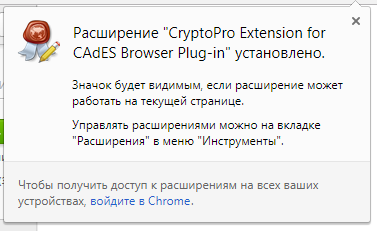 Расширение "CryptoPro Extension for
CAdES Browser Plug-in" установлено.
Значок будет видимым, если расширение может
работать на текущей странице.
Управлять расширениями можно на вкладке
"Расширения" в меню "Инструменты".
Чтобы получить доступ к расширениям на всех ваших
устройствах, войдите в Chrome.